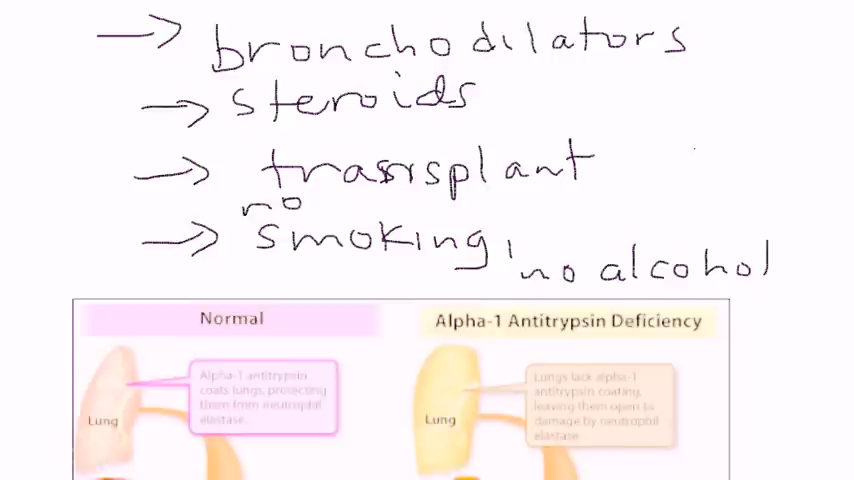 → bronchodilators
→ steroids
→ trassplant
no
→ smoking, no alcohol
Normal
Alpha-1 Antitrypsin Deficiency
Alpha-1 antitrypsin
coats lungs, protecting
them from neutrophil
elastase.
Lung
Lungs lack alpha-1
antitrypsin coating,
leaving them open to
damage by neutrophil
elastase.
Lung